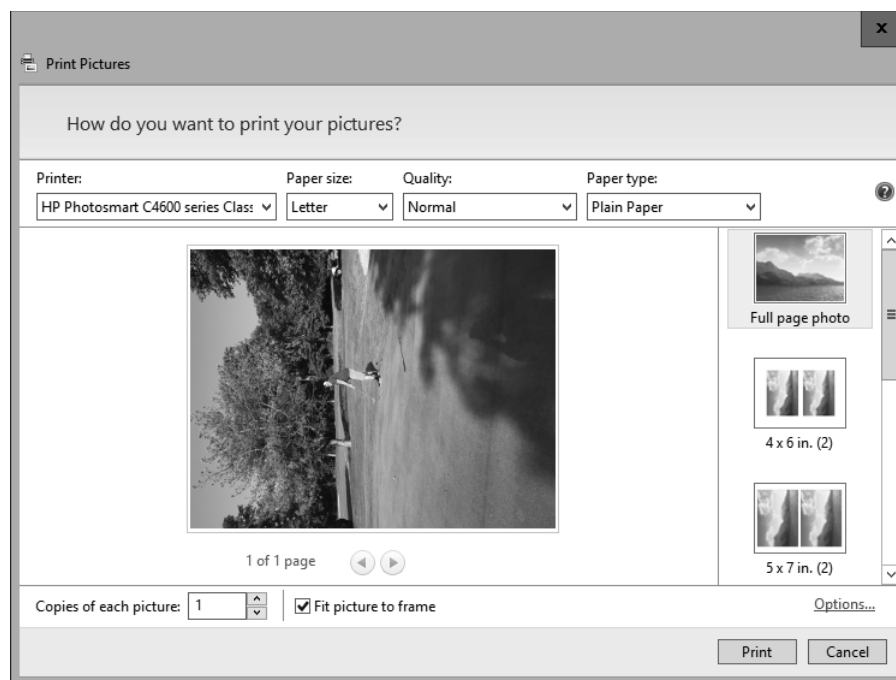 x
Print Pictures
How do you want to print your pictures?
Printer: Paper size: Quality: Paper type:
HP Photosmart C4600 series Class Letter Normal Plain Paper
?
Full page photo
4 x 6 in. (2)
5 x 7 in. (2)
1 of 1 page
Copies of each picture: 1 Fit picture to frame Options...
Print Cancel